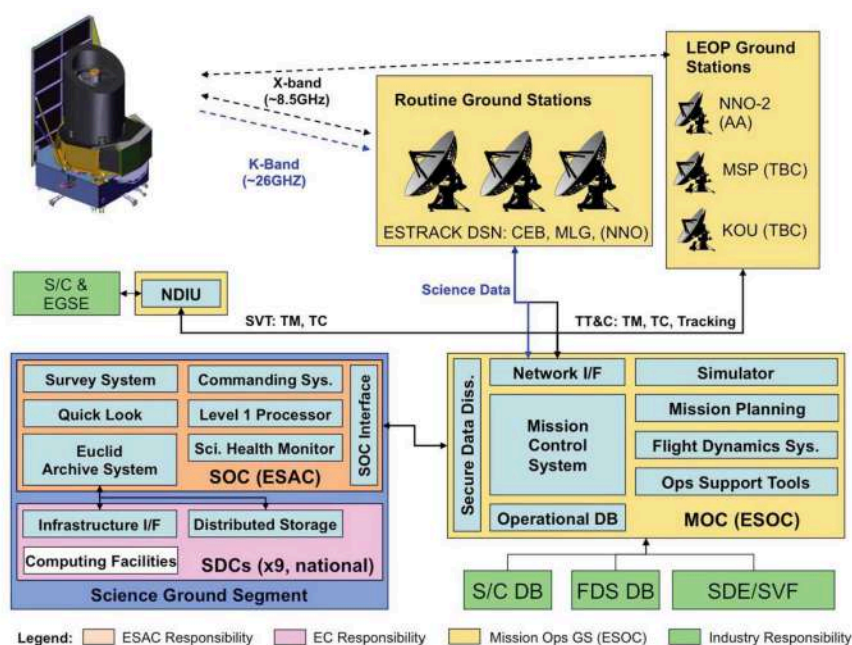 X-band
(~8.5GHz)
K-Band
(~26GHZ)
Routine Ground Stations
ESTRACK DSN: CEB, MLG, (NNO)
LEOP Ground
Stations
NNO-2
(AA)
MSP (TBC)
KOU (TBC)
S/C &
EGSE
NDIU
Science Data
SVT: TM, TC
TT&C: TM, TC, Tracking
Survey System
Commanding Sys.
Quick Look
Level 1 Processor
Euclid
Archive System
Sci. Health Monitor
SOC (ESAC)
SOC Interface
Infrastructure I/F
Distributed Storage
Computing Facilities
SDCs (x9, national)
Science Ground Segment
Secure Data Diss.
Network I/F
Simulator
Mission
Control
System
Mission Planning
Flight Dynamics Sys.
Ops Support Tools
Operational DB
MOC (ESOC)
S/C DB
FDS DB
SDE/SVF
Legend:
ESAC Responsibility
EC Responsibility
Mission Ops GS (ESOC)
Industry Responsibility